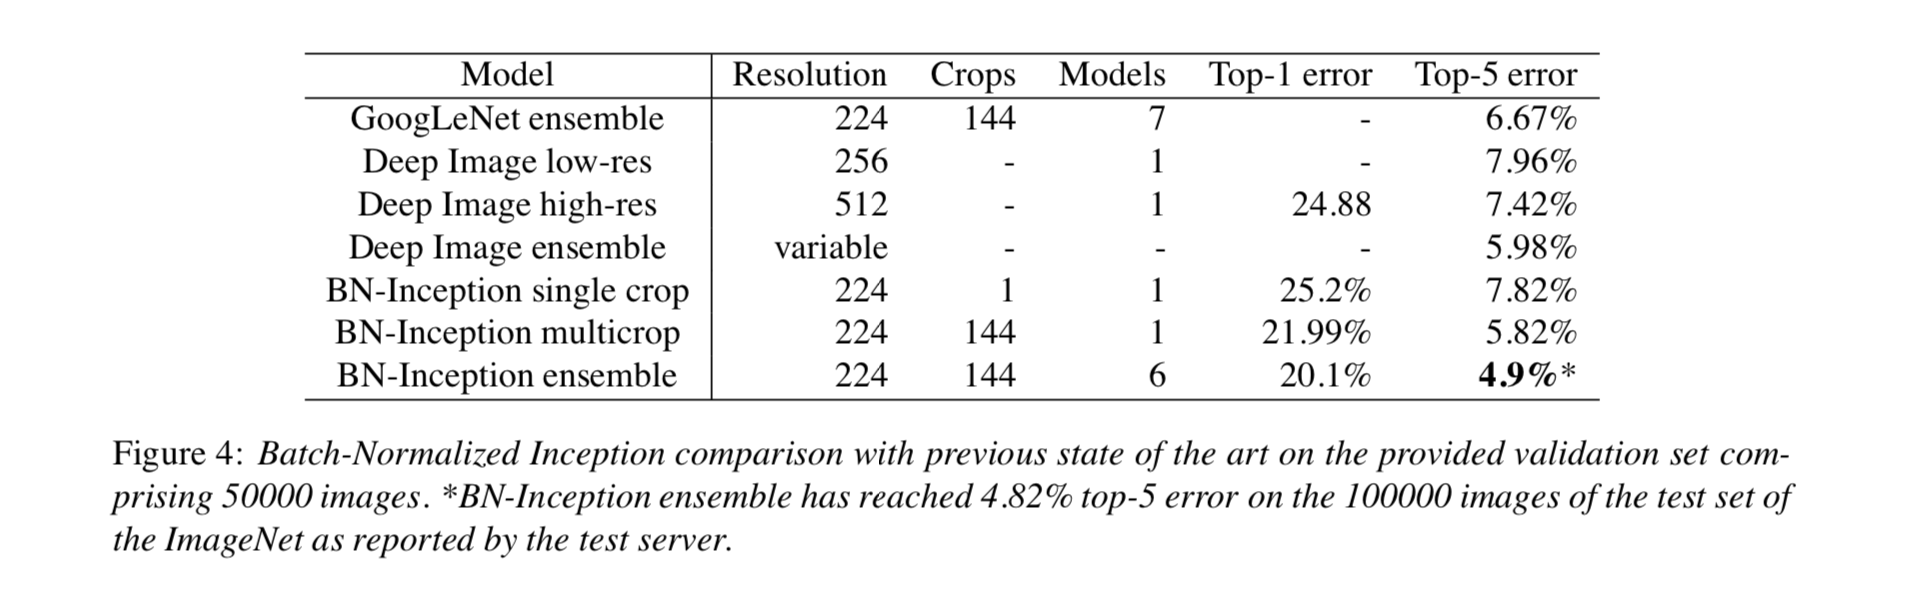 Model Resolution Crops Models Top-1 error Top-5 error
GoogLeNet ensemble 224 144 7 - 6.67%
Deep Image low-res 256 - 1 - 7.96%
Deep Image high-res 512 - 1 24.88 7.42%
Deep Image ensemble variable - - - 5.98%
BN-Inception single crop 224 1 1 25.2% 7.82%
BN-Inception multicrop 224 144 1 21.99% 5.82%
BN-Inception ensemble 224 144 6 20.1% 4.9%*
Figure 4: Batch-Normalized Inception comparison with previous state of the art on the provided validation set com-
prising 50000 images. *BN-Inception ensemble has reached 4.82% top-5 error on the 100000 images of the test set of
the ImageNet as reported by the test server.